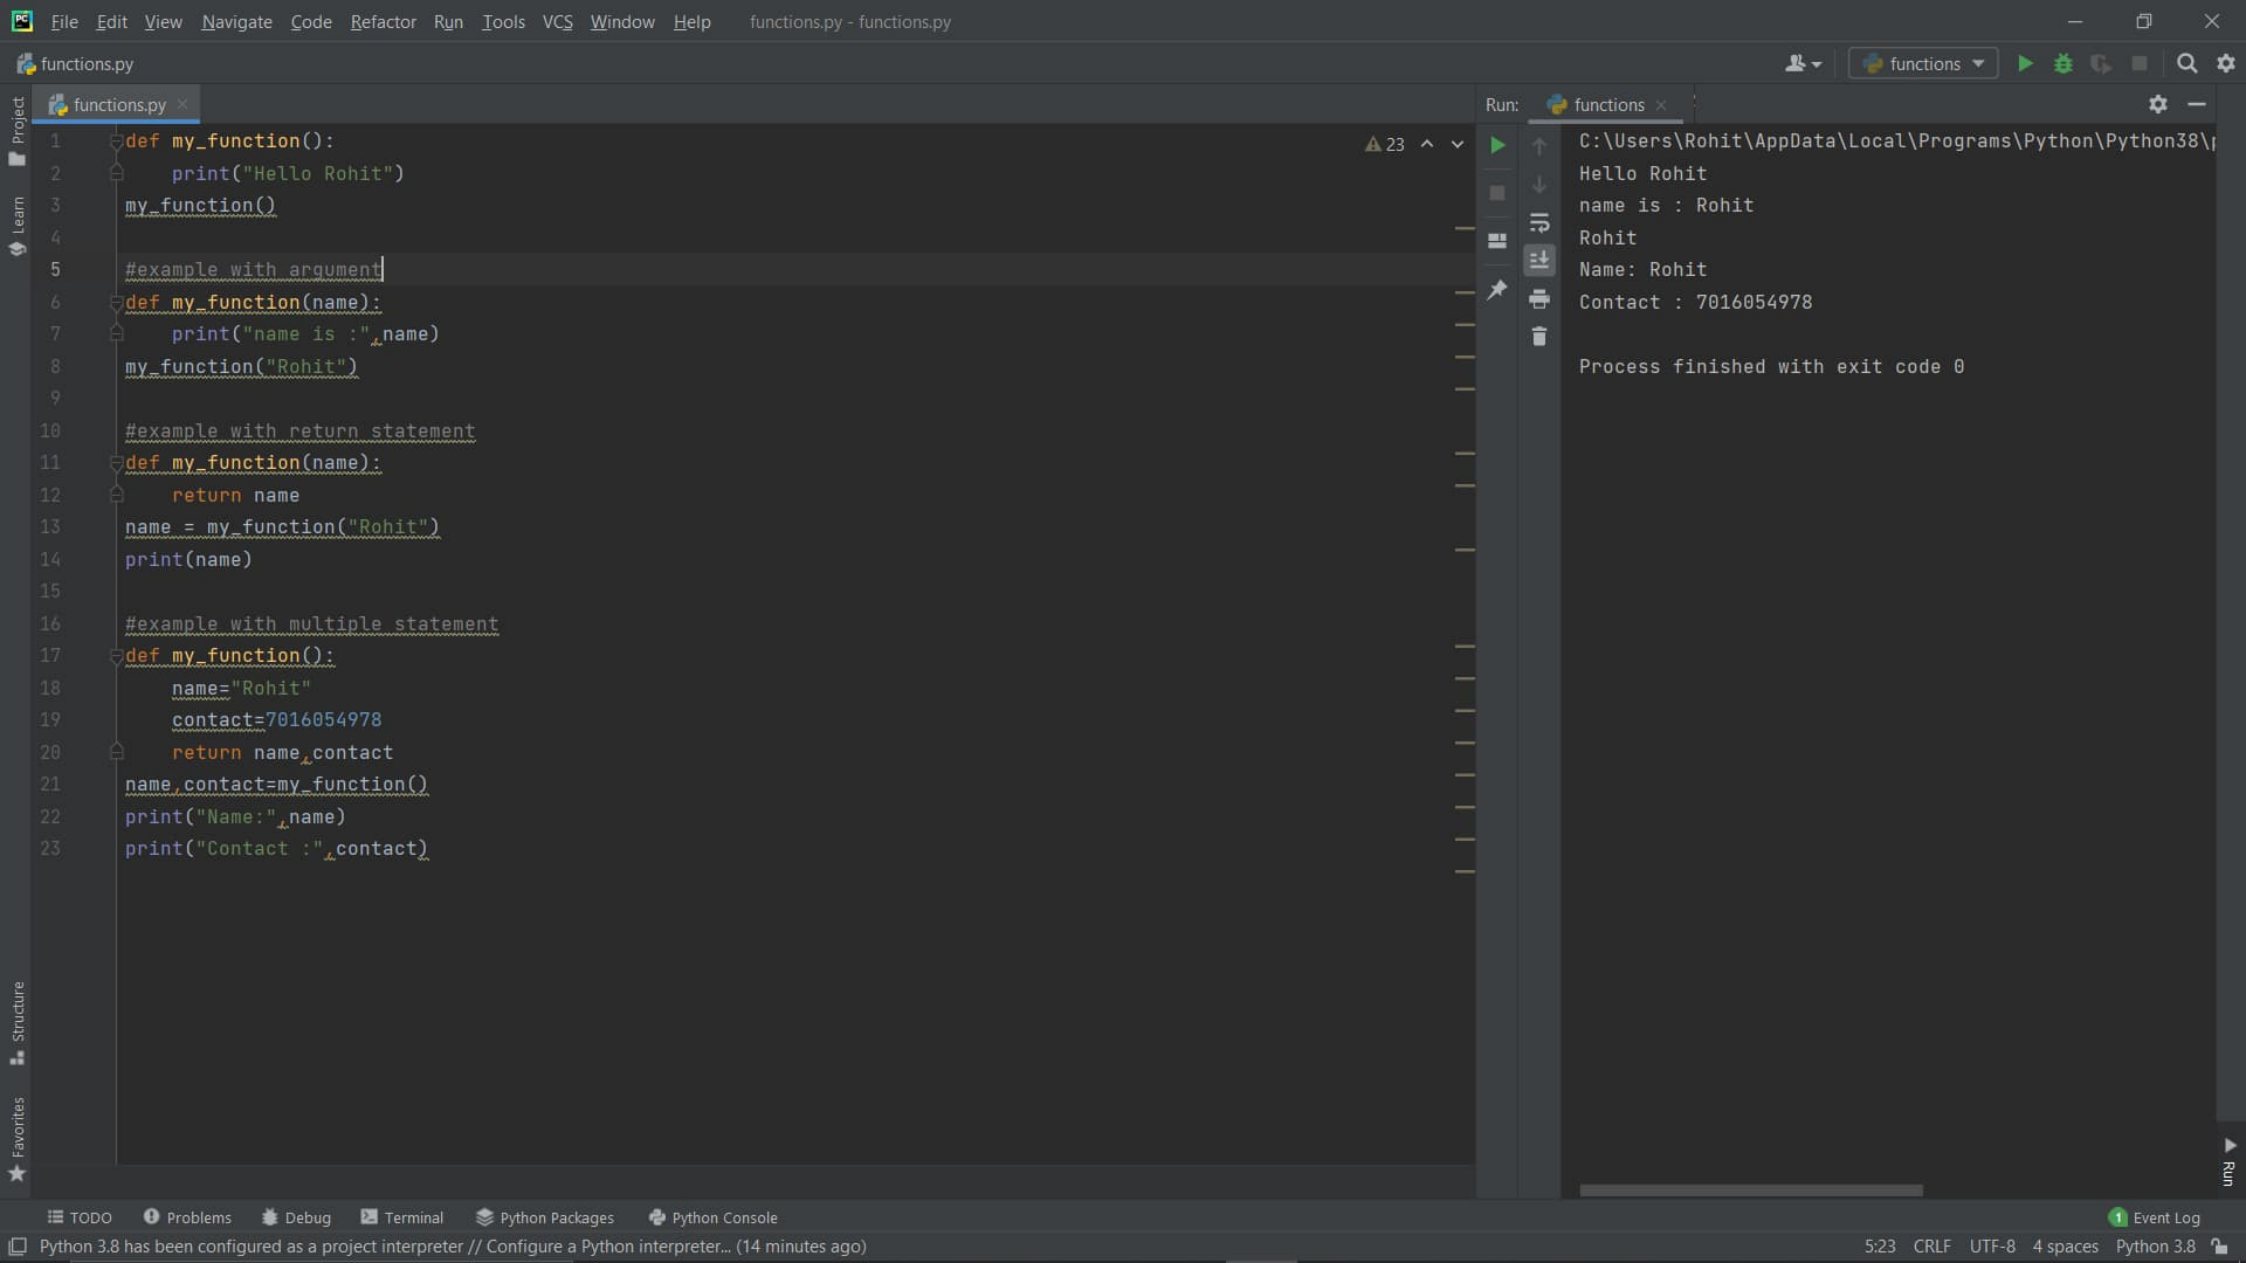 File Edit View Navigate Code Refactor Run Tools VCS Window Help functions.py - functions.py
functions.py
functions
Project
Learn
Structure
Favorites
functions.py
23
1 def my_function():
2     print("Hello Rohit")
3 my_function()
4
5 #example with argument
6 def my_function(name):
7     print("name is :",name)
8 my_function("Rohit")
9
10 #example with return statement
11 def my_function(name):
12     return name
13 name = my_function("Rohit")
14 print(name)
15
16 #example with multiple statement
17 def my_function():
18     name="Rohit"
19     contact=7016054978
20     return name,contact
21 name,contact=my_function()
22 print("Name:",name)
23 print("Contact :",contact)
Run: functions
C:\Users\Rohit\AppData\Local\Programs\Python\Python38\
Hello Rohit
name is : Rohit
Rohit
Name: Rohit
Contact : 7016054978
Process finished with exit code 0
Run
TODO Problems Debug Terminal Python Packages Python Console
1 Event Log
Python 3.8 has been configured as a project interpreter // Configure a Python interpreter... (14 minutes ago)
5:23 CRLF UTF-8 4 spaces Python 3.8